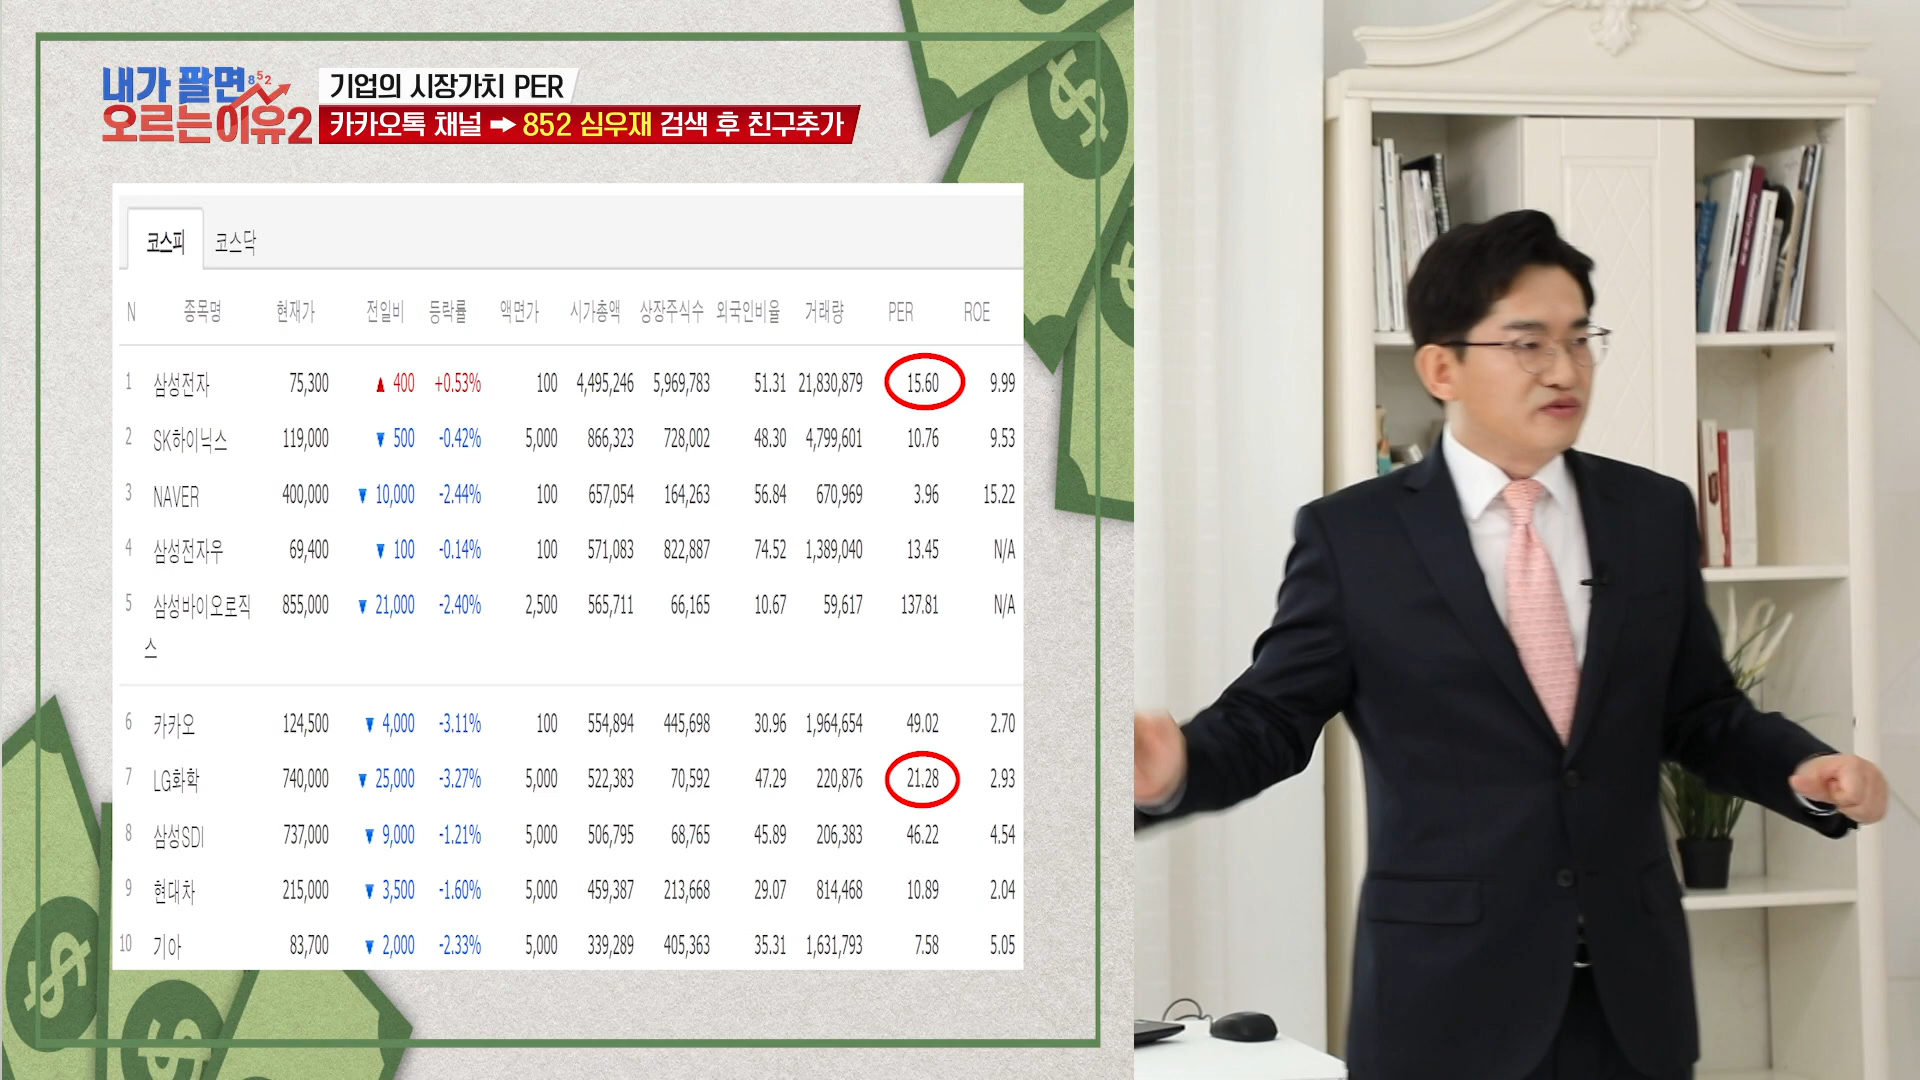 내가 팔면 852
오르는 이유2
기업의 시장가치 PER
카카오톡 채널 ➡ 852 심우재 검색 후 친구추가
코스피 코스닥
N 종목명 현재가 전일비 등락률 액면가 시가총액 상장주식수 외국인비율 거래량 PER ROE
1 삼성전자 75,300 ▲ 400 +0.53% 100 4,495,246 5,969,783 51.31 21,830,879 15.60 9.99
2 SK하이닉스 119,000 ▼ 500 -0.42% 5,000 866,323 728,002 48.30 4,799,601 10.76 9.53
3 NAVER 400,000 ▼ 10,000 -2.44% 100 657,054 164,263 56.84 670,969 3.96 15.22
4 삼성전자우 69,400 ▼ 100 -0.14% 100 571,083 822,887 74.52 1,389,040 13.45 N/A
5 삼성바이오로직 855,000 ▼ 21,000 -2.40% 2,500 565,711 66,165 10.67 59,617 137.81 N/A
스
6 카카오 124,500 ▼ 4,000 -3.11% 100 554,894 445,698 30.96 1,964,654 49.02 2.70
7 LG화학 740,000 ▼ 25,000 -3.27% 5,000 522,383 70,592 47.29 220,876 21.28 2.93
8 삼성SDI 737,000 ▼ 9,000 -1.21% 5,000 506,795 68,765 45.89 206,383 46.22 4.54
9 현대차 215,000 ▼ 3,500 -1.60% 5,000 459,387 213,668 29.07 814,468 10.89 2.04
10 기아 83,700 ▼ 2,000 -2.33% 5,000 339,289 405,363 35.31 1,631,793 7.58 5.05